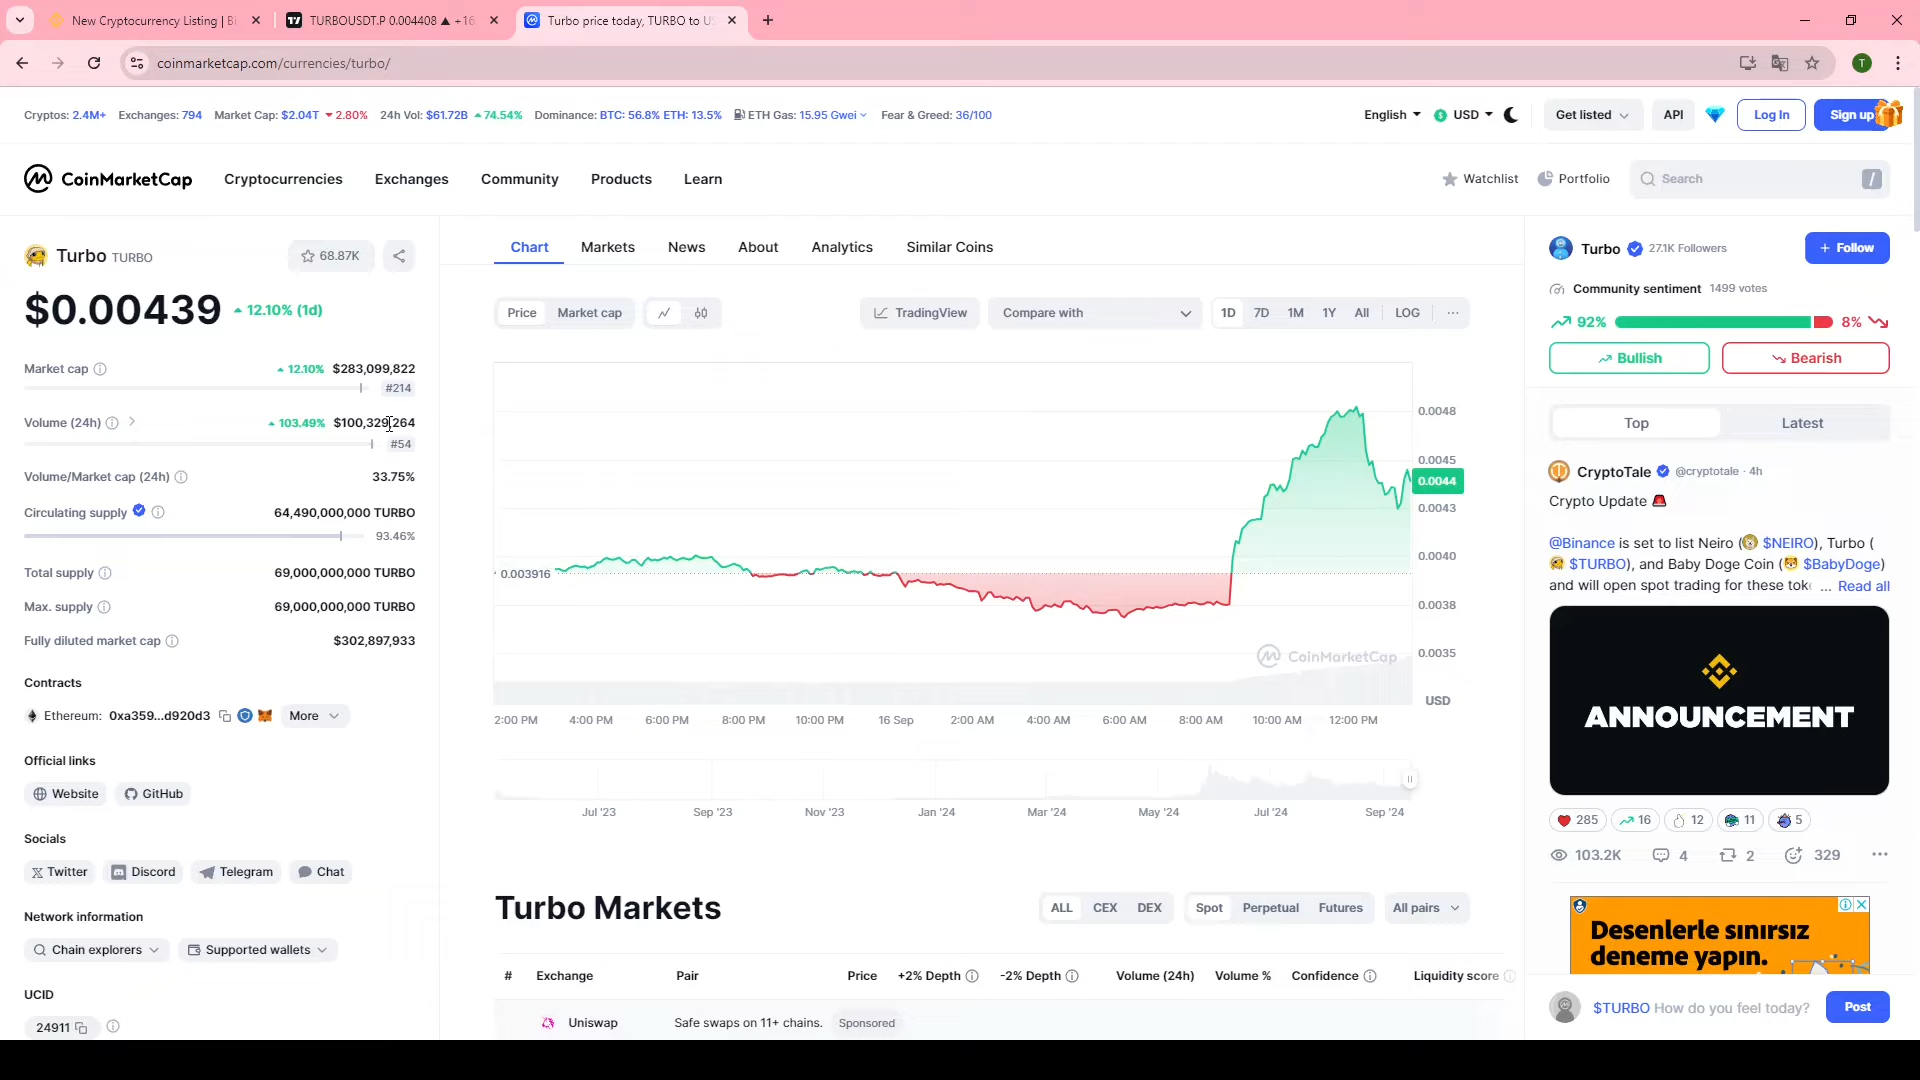 New Cryptocurrency Listing | Bi
TURBOUSDT.P 0.004408 ▲ +16
Turbo price today, TURBO to US
coinmarketcap.com/currencies/turbo/
T
Cryptos: 2.4M+ Exchanges: 794 Market Cap: $2.04T 2.80% 24h Vol: $61.72B 74.54% Dominance: BTC: 56.8% ETH: 13.5% ETH Gas: 15.95 Gwei Fear & Greed: 36/100
English USD Get listed API Log In Sign up
CoinMarketCap Cryptocurrencies Exchanges Community Products Learn
Watchlist Portfolio Search /
Turbo TURBO 68.87K
$0.00439 12.10% (1d)
Market cap 12.10% $283,099,822
#214
Volume (24h) 103.49% $100,329,264
#54
Volume/Market cap (24h) 33.75%
Circulating supply 64,490,000,000 TURBO
93.46%
Total supply 69,000,000,000 TURBO
Max. supply 69,000,000,000 TURBO
Fully diluted market cap $302,897,933
Contracts
Ethereum: 0xa359...d920d3 More
Official links
Website GitHub
Socials
Twitter Discord Telegram Chat
Network information
Chain explorers Supported wallets
UCID
24911
Chart Markets News About Analytics Similar Coins
Price Market cap TradingView Compare with 1D 7D 1M 1Y All LOG ...
0.0048
0.0045
0.0044
0.0043
0.0040
0.003916
0.0038
0.0035
CoinMarketCap
USD
2:00 PM 4:00 PM 6:00 PM 8:00 PM 10:00 PM 16 Sep 2:00 AM 4:00 AM 6:00 AM 8:00 AM 10:00 AM 12:00 PM
Jul '23 Sep '23 Nov '23 Jan '24 Mar '24 May '24 Jul '24 Sep '24
Turbo Markets
ALL CEX DEX Spot Perpetual Futures All pairs
# Exchange Pair Price +2% Depth -2% Depth Volume (24h) Volume % Confidence Liquidity score
Uniswap Safe swaps on 11+ chains. Sponsored
Turbo 27.1K Followers + Follow
Community sentiment 1499 votes
92% 8%
Bullish Bearish
Top Latest
CryptoTale @cryptotale · 4h
Crypto Update
@Binance is set to list Neiro ($NEIRO), Turbo (
$TURBO), and Baby Doge Coin ($BabyDoge)
and will open spot trading for these tok ... Read all
ANNOUNCEMENT
285 16 12 11 5
103.2K 4 2 329 ...
Desenlerle sınırsız
deneme yapın.
$TURBO How do you feel today? Post